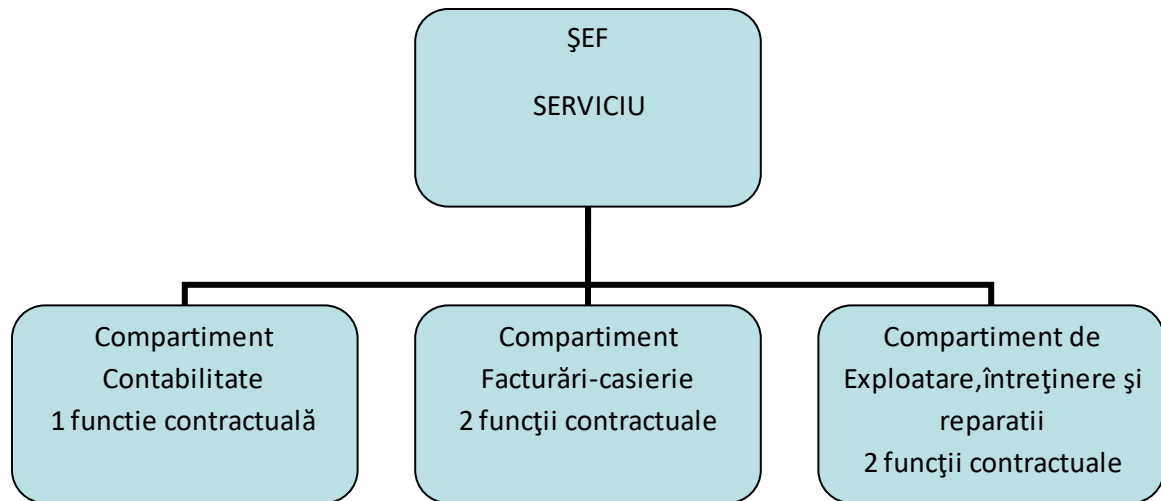 ŞEF
SERVICIU
Compartiment
Contabilitate
1 functie contractuală
Compartiment
Facturări-casierie
2 funcţii contractuale
Compartiment de
Exploatare,întreţinere şi
reparatii
2 funcţii contractuale